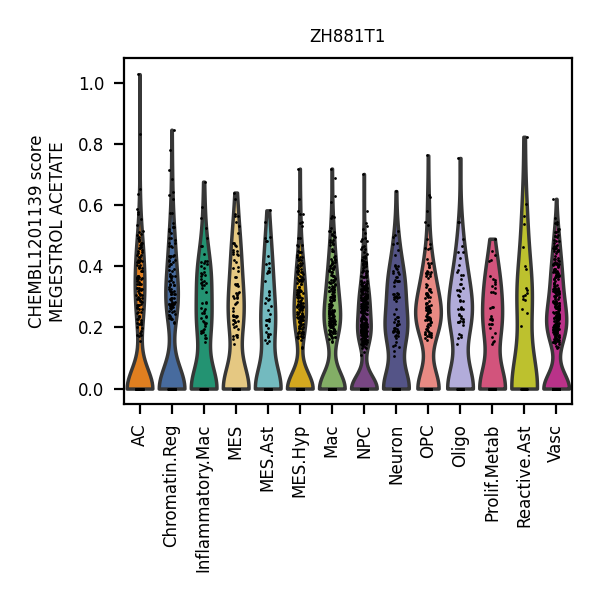 ZH881T1
CHEMBL1201139 score
MEGESTROL ACETATE
1.0
0.8
0.6
0.4
0.2
0.0
AC
Chromatin.Reg
Inflammatory.Mac
MES
MES.Ast
MES.Hyp
Mac
NPC
Neuron
OPC
Oligo
Prolif.Metab
Reactive.Ast
Vasc